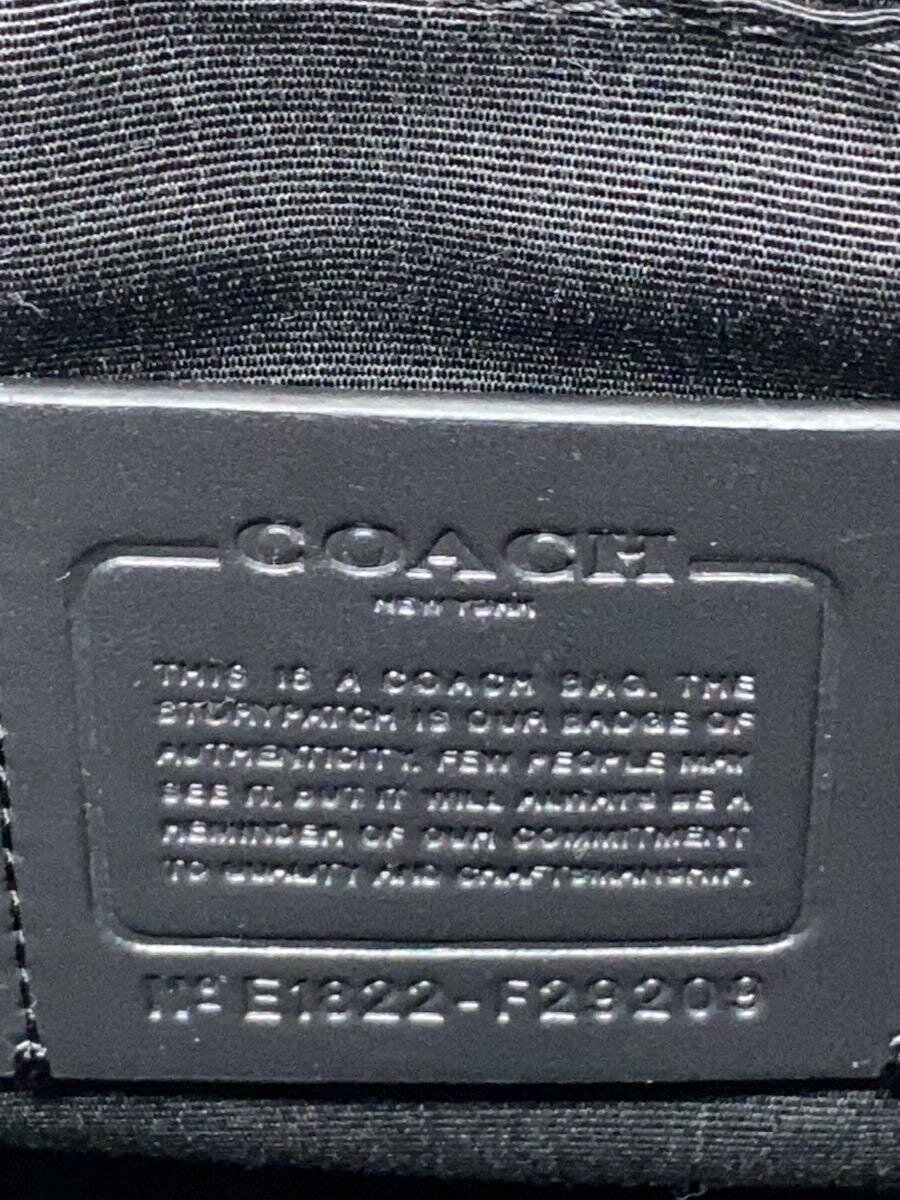 COACH
NEW YORK
THIS IS A COACH BAG. THE
STORYPATCH IS OUR BADGE OF
AUTHENTICITY. FEW PEOPLE MAY
SEE IT, BUT IT WILL ALWAYS BE A
REMINDER OF OUR COMMITMENT
TO QUALITY AND CRAFTSMANSHIP.
Nº E1822-F29209